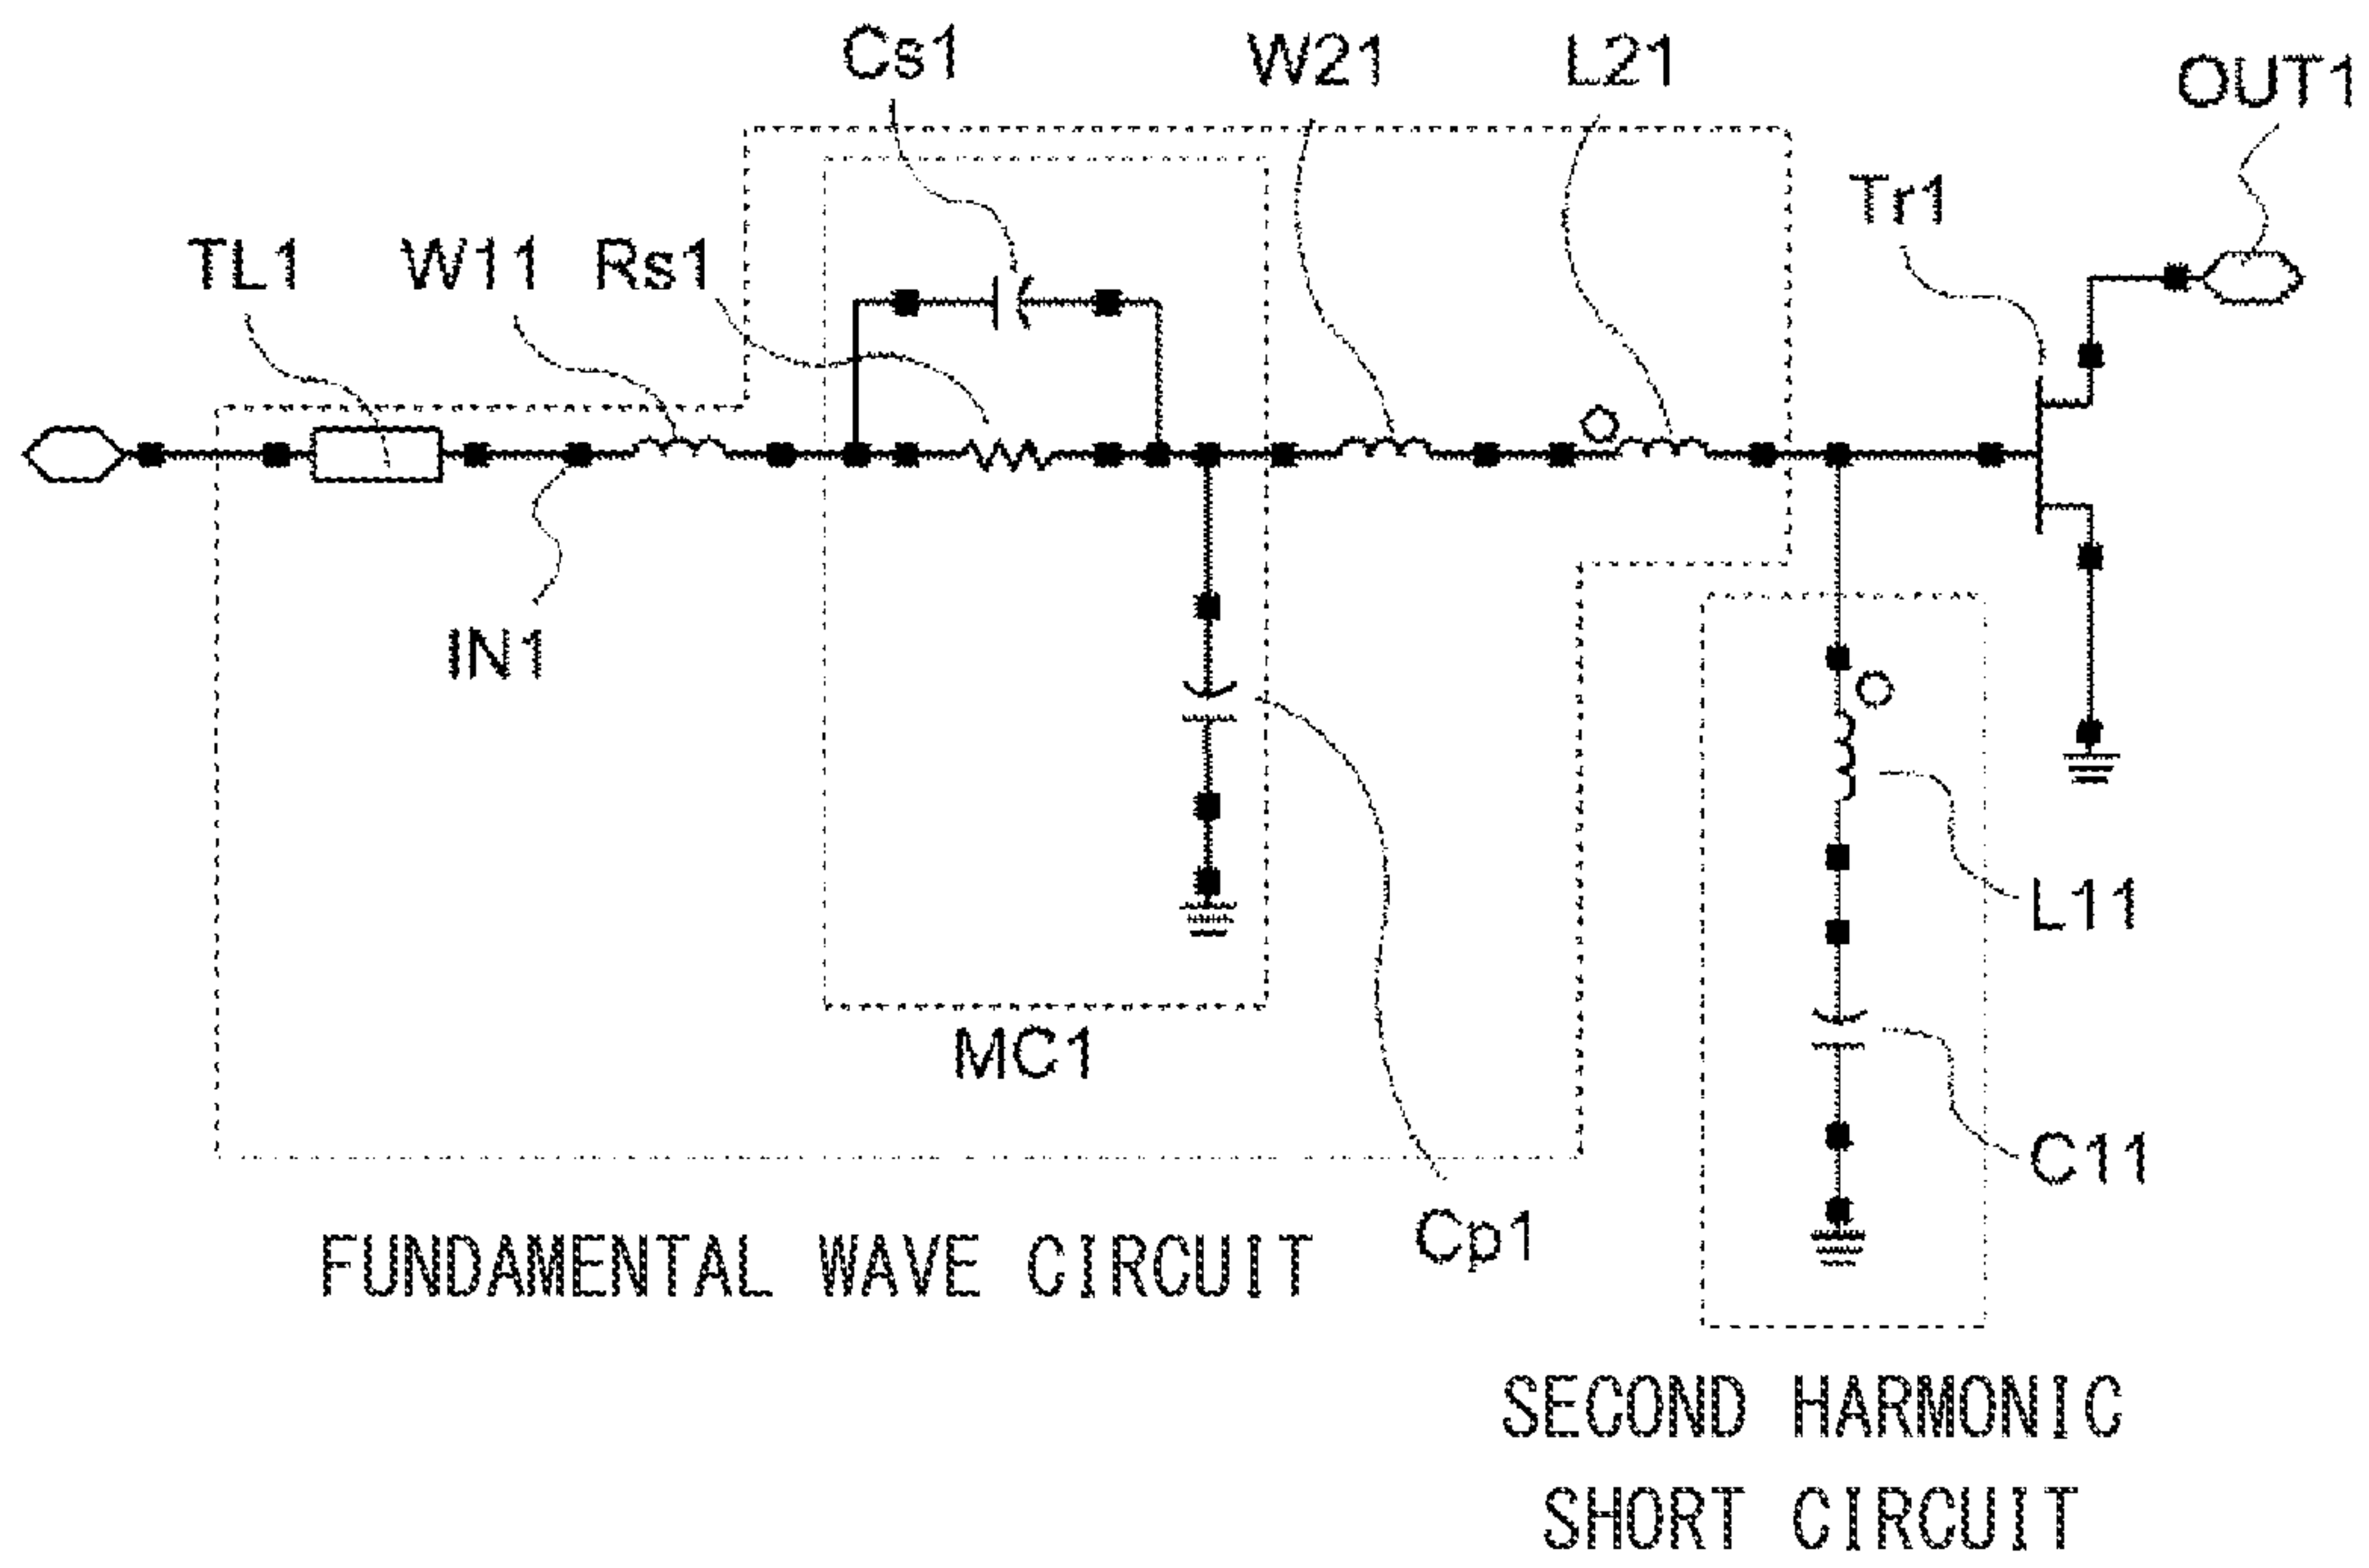 Cs1
W21
L21
OUT1
Tr1
TL1
W11
Rs1
IN1
L11
MC1
C11
Cp1
FUNDAMENTAL WAVE CIRCUIT
SECOND HARMONIC
SHORT CIRCUIT